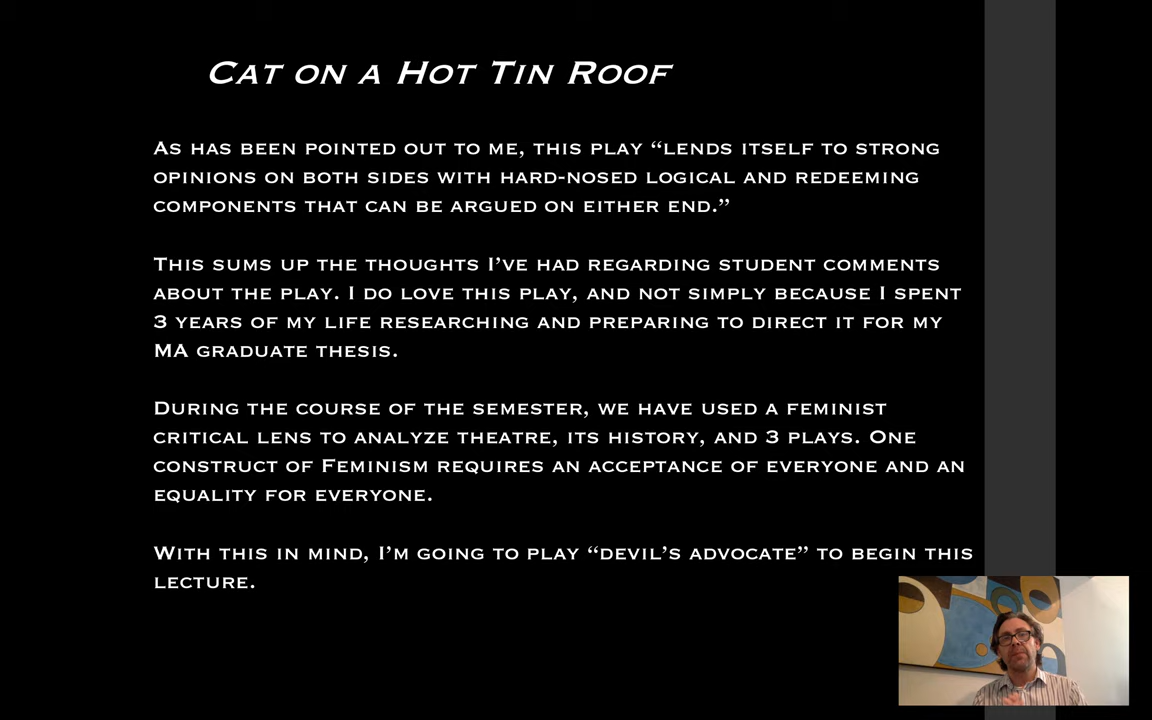 Cat on a Hot Tin Roof
As has been pointed out to me, this play “lends itself to strong
opinions on both sides with hard-nosed logical and redeeming
components that can be argued on either end.”
This sums up the thoughts I’ve had regarding student comments
about the play. I do love this play, and not simply because I spent
3 years of my life researching and preparing to direct it for my
MA graduate thesis.
During the course of the semester, we have used a feminist
critical lens to analyze theatre, its history, and 3 plays. One
construct of Feminism requires an acceptance of everyone and an
equality for everyone.
With this in mind, I’m going to play “devil’s advocate” to begin this
lecture.